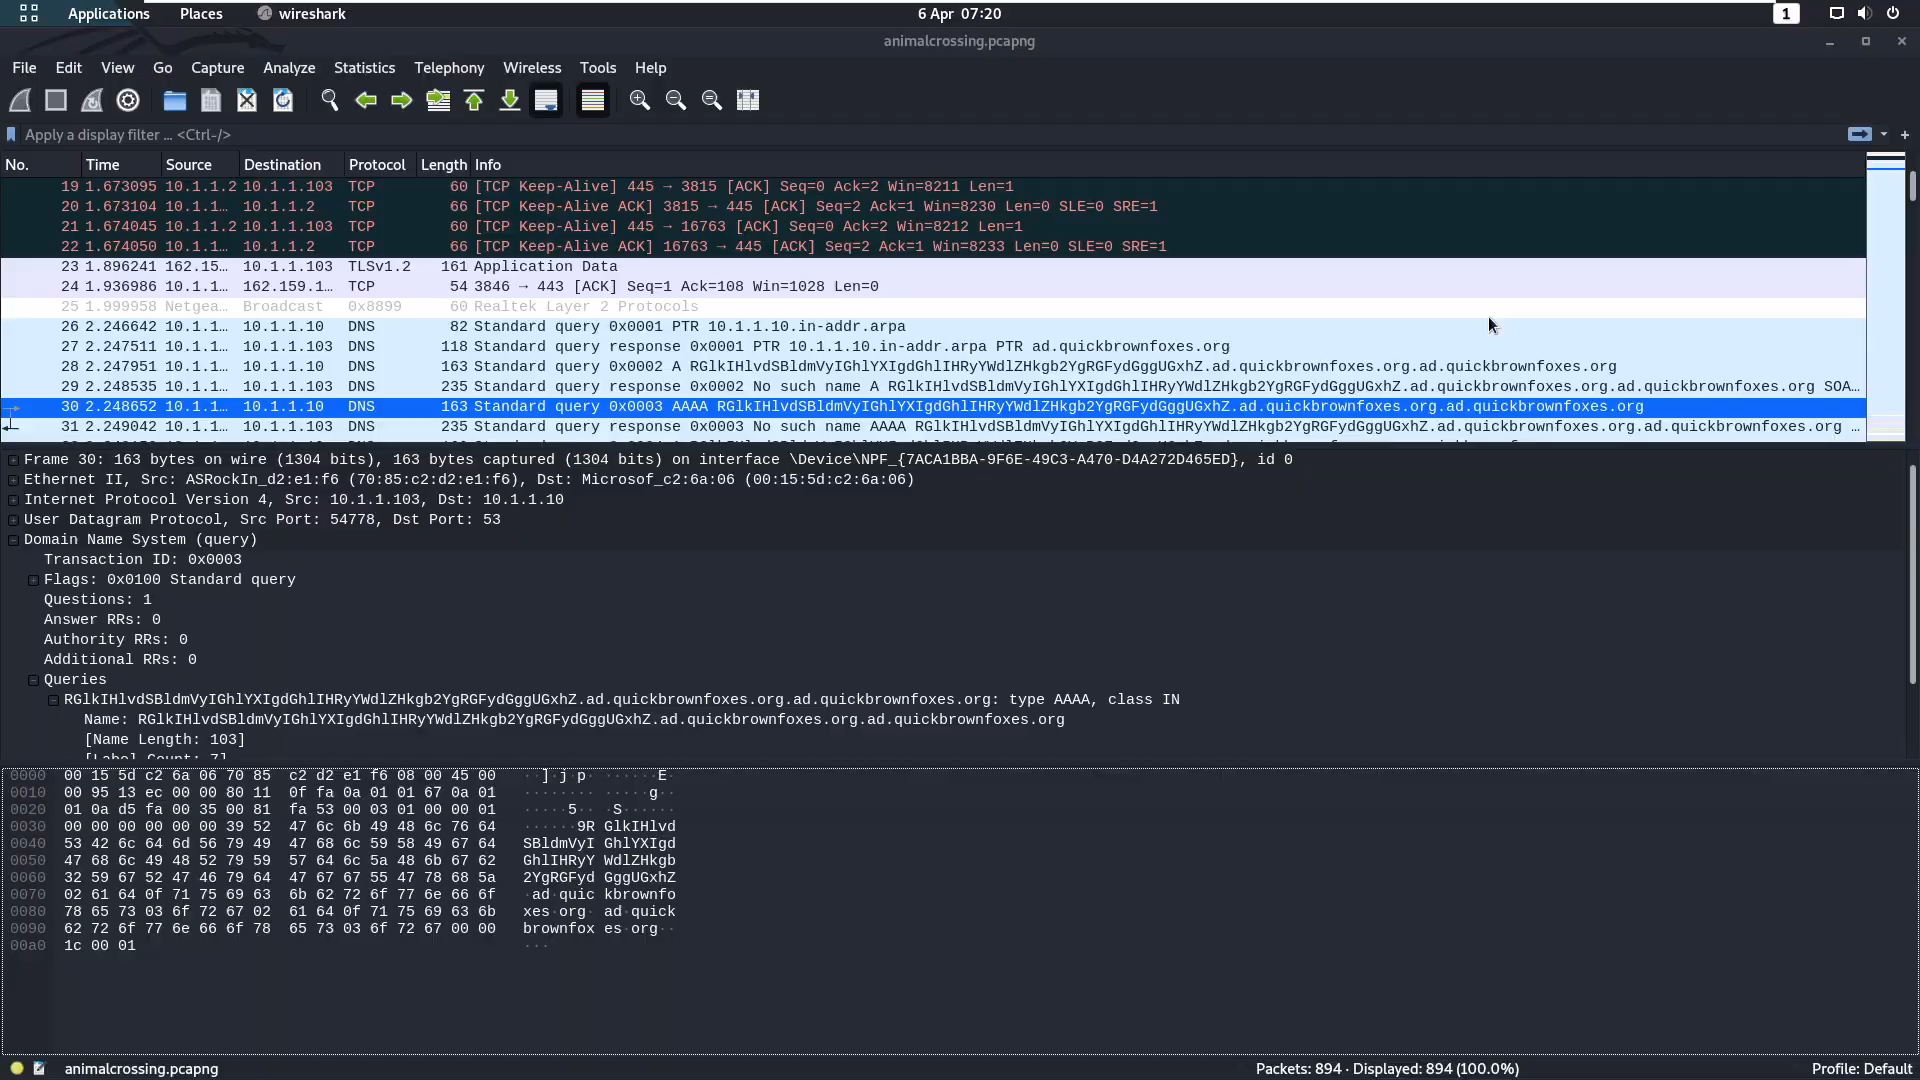 Applications Places wireshark 6 Apr 07:20 1
animalcrossing.pcapng
File Edit View Go Capture Analyze Statistics Telephony Wireless Tools Help
Apply a display filter … <Ctrl-/>
No. Time Source Destination Protocol Length Info
19 1.673095 10.1.1.2 10.1.1.103 TCP 60 [TCP Keep-Alive] 445 → 3815 [ACK] Seq=0 Ack=2 Win=8211 Len=1
20 1.673104 10.1.1… 10.1.1.2 TCP 66 [TCP Keep-Alive ACK] 3815 → 445 [ACK] Seq=2 Ack=1 Win=8230 Len=0 SLE=0 SRE=1
21 1.674045 10.1.1.2 10.1.1.103 TCP 60 [TCP Keep-Alive] 445 → 16763 [ACK] Seq=0 Ack=2 Win=8212 Len=1
22 1.674050 10.1.1… 10.1.1.2 TCP 66 [TCP Keep-Alive ACK] 16763 → 445 [ACK] Seq=2 Ack=1 Win=8233 Len=0 SLE=0 SRE=1
23 1.896241 162.15… 10.1.1.103 TLSv1.2 161 Application Data
24 1.936986 10.1.1… 162.159.1… TCP 54 3846 → 443 [ACK] Seq=1 Ack=108 Win=1028 Len=0
25 1.999958 Netgea… Broadcast 0x8899 60 Realtek Layer 2 Protocols
26 2.246642 10.1.1… 10.1.1.10 DNS 82 Standard query 0x0001 PTR 10.1.1.10.in-addr.arpa
27 2.247511 10.1.1… 10.1.1.103 DNS 118 Standard query response 0x0001 PTR 10.1.1.10.in-addr.arpa PTR ad.quickbrownfoxes.org
28 2.247951 10.1.1… 10.1.1.10 DNS 163 Standard query 0x0002 A RGlkIHlvdSBldmVyIGhlYXIgdGhlIHRyYWdlZHkgb2YgRGFydGggUGxhZ.ad.quickbrownfoxes.org.ad.quickbrownfoxes.org
29 2.248535 10.1.1… 10.1.1.103 DNS 235 Standard query response 0x0002 No such name A RGlkIHlvdSBldmVyIGhlYXIgdGhlIHRyYWdlZHkgb2YgRGFydGggUGxhZ.ad.quickbrownfoxes.org.ad.quickbrownfoxes.org SOA…
30 2.248652 10.1.1… 10.1.1.10 DNS 163 Standard query 0x0003 AAAA RGlkIHlvdSBldmVyIGhlYXIgdGhlIHRyYWdlZHkgb2YgRGFydGggUGxhZ.ad.quickbrownfoxes.org.ad.quickbrownfoxes.org
31 2.249042 10.1.1… 10.1.1.103 DNS 235 Standard query response 0x0003 No such name AAAA RGlkIHlvdSBldmVyIGhlYXIgdGhlIHRyYWdlZHkgb2YgRGFydGggUGxhZ.ad.quickbrownfoxes.org.ad.quickbrownfoxes.org …
Frame 30: 163 bytes on wire (1304 bits), 163 bytes captured (1304 bits) on interface \Device\NPF_{7ACA1BBA-9F6E-49C3-A470-D4A272D465ED}, id 0
Ethernet II, Src: ASRockIn_d2:e1:f6 (70:85:c2:d2:e1:f6), Dst: Microsof_c2:6a:06 (00:15:5d:c2:6a:06)
Internet Protocol Version 4, Src: 10.1.1.103, Dst: 10.1.1.10
User Datagram Protocol, Src Port: 54778, Dst Port: 53
Domain Name System (query)
Transaction ID: 0x0003
Flags: 0x0100 Standard query
Questions: 1
Answer RRs: 0
Authority RRs: 0
Additional RRs: 0
Queries
RGlkIHlvdSBldmVyIGhlYXIgdGhlIHRyYWdlZHkgb2YgRGFydGggUGxhZ.ad.quickbrownfoxes.org.ad.quickbrownfoxes.org: type AAAA, class IN
Name: RGlkIHlvdSBldmVyIGhlYXIgdGhlIHRyYWdlZHkgb2YgRGFydGggUGxhZ.ad.quickbrownfoxes.org.ad.quickbrownfoxes.org
[Name Length: 103]
[Label Count: 7]
0000 00 15 5d c2 6a 06 70 85 c2 d2 e1 f6 08 00 45 00 ··]·j·p· ······E·
0010 00 95 13 ec 00 00 80 11 0f fa 0a 01 01 67 0a 01 ········ ·····g··
0020 01 0a d5 fa 00 35 00 81 fa 53 00 03 01 00 00 01 ·····5·· ·S······
0030 00 00 00 00 00 00 39 52 47 6c 6b 49 48 6c 76 64 ······9R GlkIHlvd
0040 53 42 6c 64 6d 56 79 49 47 68 6c 59 58 49 67 64 SBldmVyI GhlYXIgd
0050 47 68 6c 49 48 52 79 59 57 64 6c 5a 48 6b 67 62 GhlIHRyY WdlZHkgb
0060 32 59 67 52 47 46 79 64 47 67 67 55 47 78 68 5a 2YgRGFyd GggUGxhZ
0070 02 61 64 0f 71 75 69 63 6b 62 72 6f 77 6e 66 6f ·ad·quic kbrownfo
0080 78 65 73 03 6f 72 67 02 61 64 0f 71 75 69 63 6b xes·org· ad·quick
0090 62 72 6f 77 6e 66 6f 78 65 73 03 6f 72 67 00 00 brownfox es·org··
00a0 1c 00 01 ···
animalcrossing.pcapng Packets: 894 · Displayed: 894 (100.0%) Profile: Default